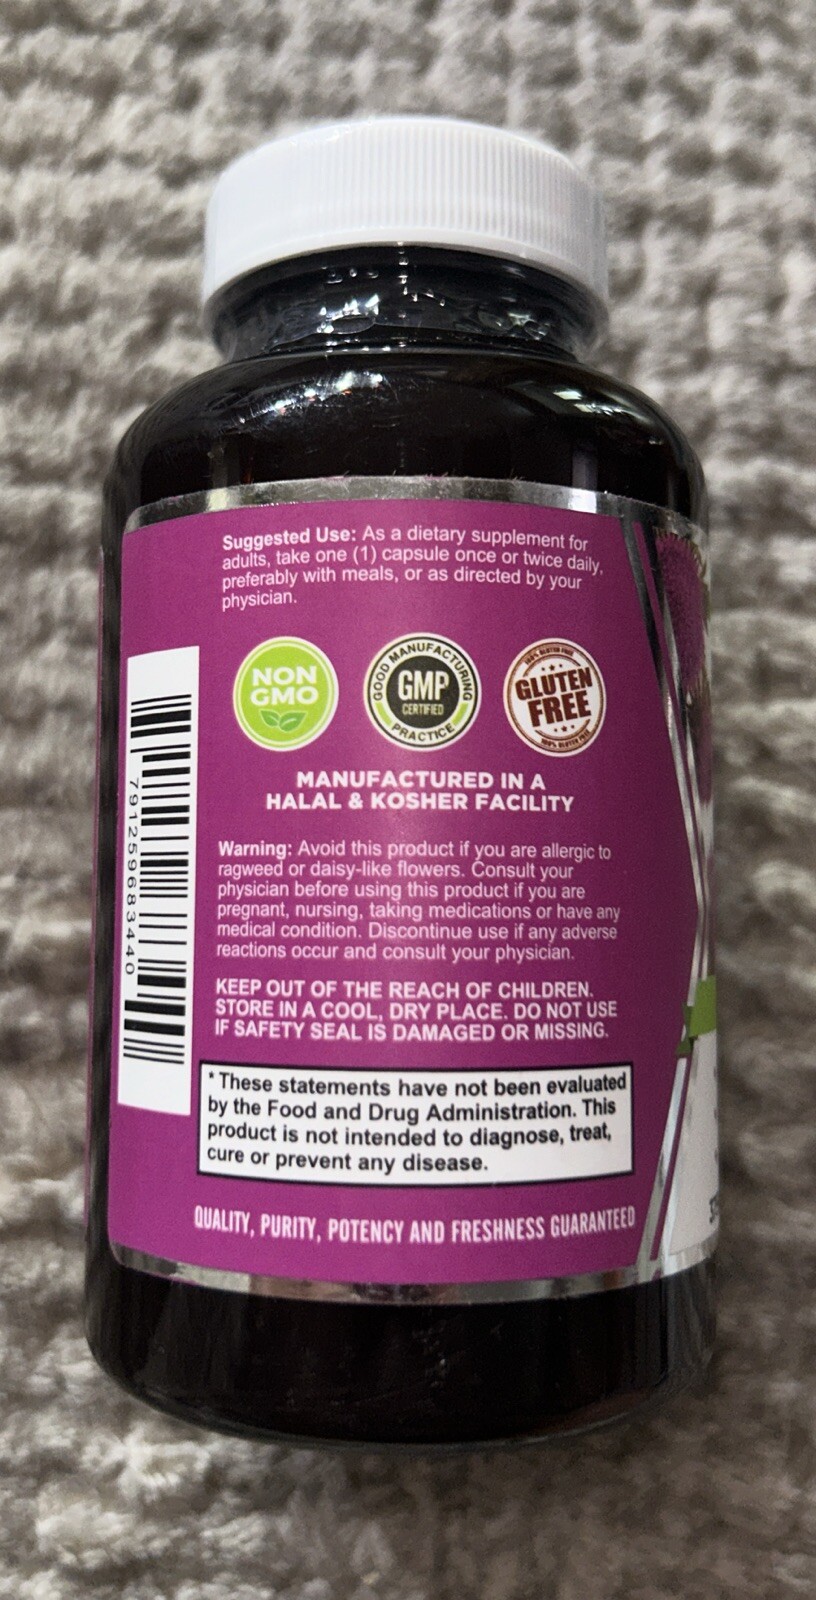 Suggested Use: As a dietary supplement for
adults, take one (1) capsule once or twice daily,
preferably with meals, or as directed by your
physician.
NON
GMO
GOOD MANUFACTURING
GMP
CERTIFIED
PRACTICE
100% GLUTEN FREE
GLUTEN
FREE
100% GLUTEN FREE
MANUFACTURED IN A
HALAL & KOSHER FACILITY
791259683440
Warning: Avoid this product if you are allergic to
ragweed or daisy-like flowers. Consult your
physician before using this product if you are
pregnant, nursing, taking medications or have any
medical condition. Discontinue use if any adverse
reactions occur and consult your physician.
KEEP OUT OF THE REACH OF CHILDREN.
STORE IN A COOL, DRY PLACE. DO NOT USE
IF SAFETY SEAL IS DAMAGED OR MISSING.
* These statements have not been evaluated
by the Food and Drug Administration. This
product is not intended to diagnose, treat,
cure or prevent any disease.
QUALITY, PURITY, POTENCY AND FRESHNESS GUARANTEED